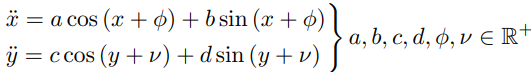 ẍ = a cos (x + ϕ) + b sin (x + ϕ)
ÿ = c cos (y + ν) + d sin (y + ν) } a, b, c, d, ϕ, ν ∈ ℝ⁺